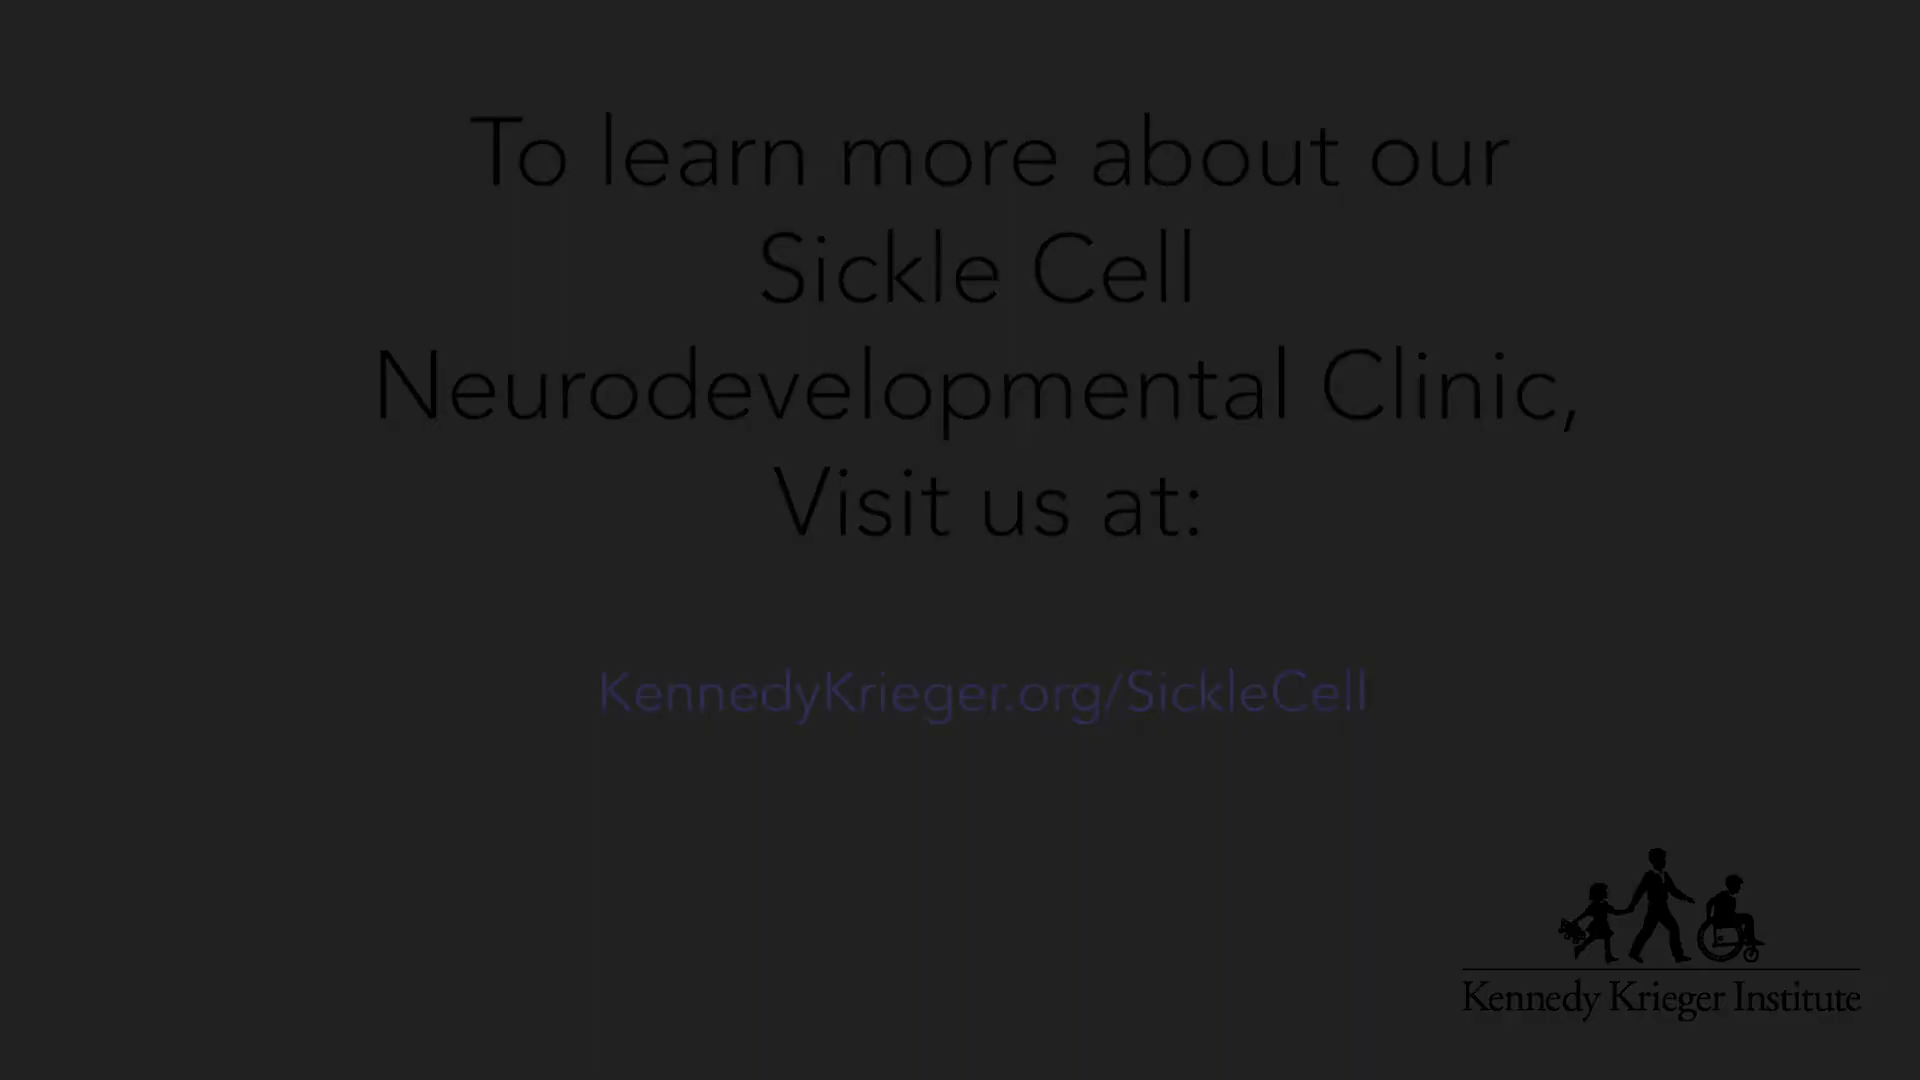 To learn more about our
Sickle Cell
Neurodevelopmental Clinic,
Visit us at:
KennedyKrieger.org/SickleCell
Kennedy Krieger Institute